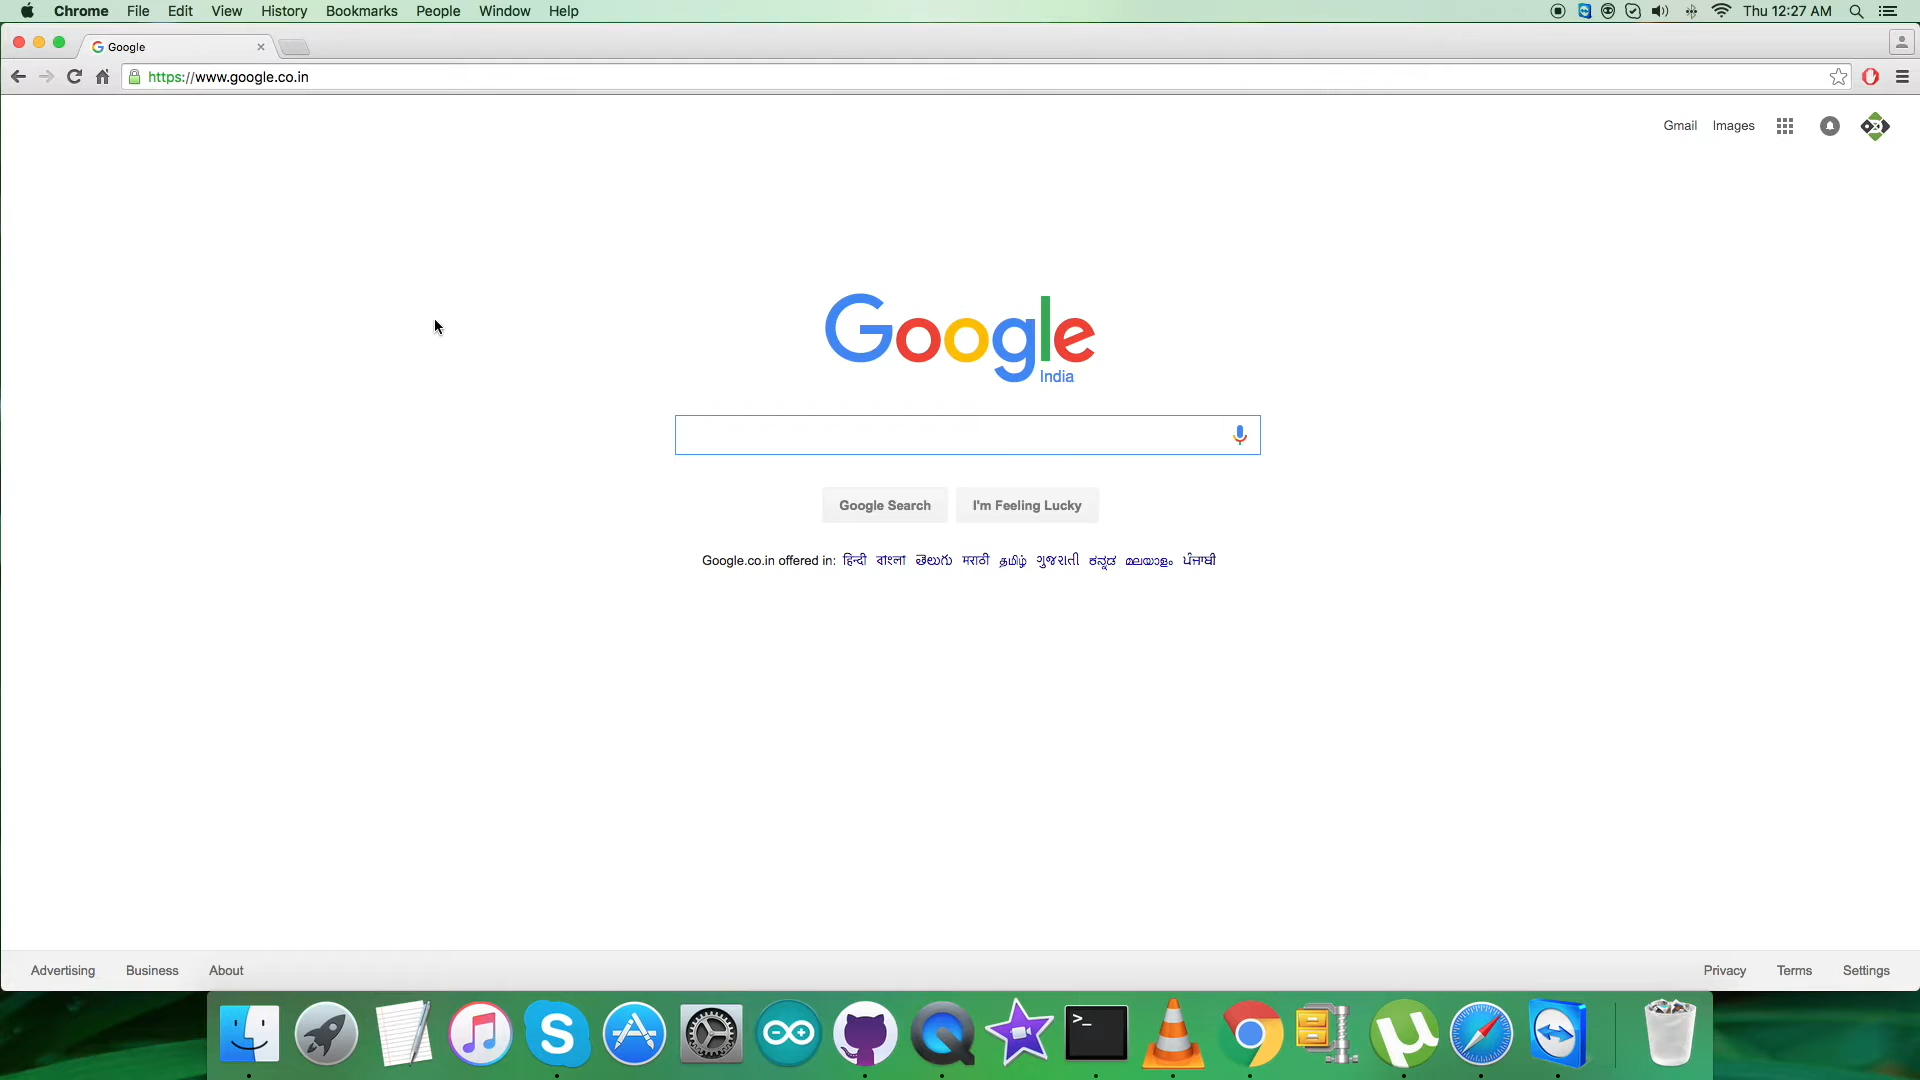 Chrome File Edit View History Bookmarks People Window Help Thu 12:27 AM
Google
https://www.google.co.in
Gmail Images
Google
India
Google Search I'm Feeling Lucky
Google.co.in offered in: हिन्दी বাংলা తెలుగు मराठी தமிழ் ગુજરાતી ಕನ್ನಡ മലയാളം ਪੰਜਾਬੀ
Advertising Business About Privacy Terms Settings